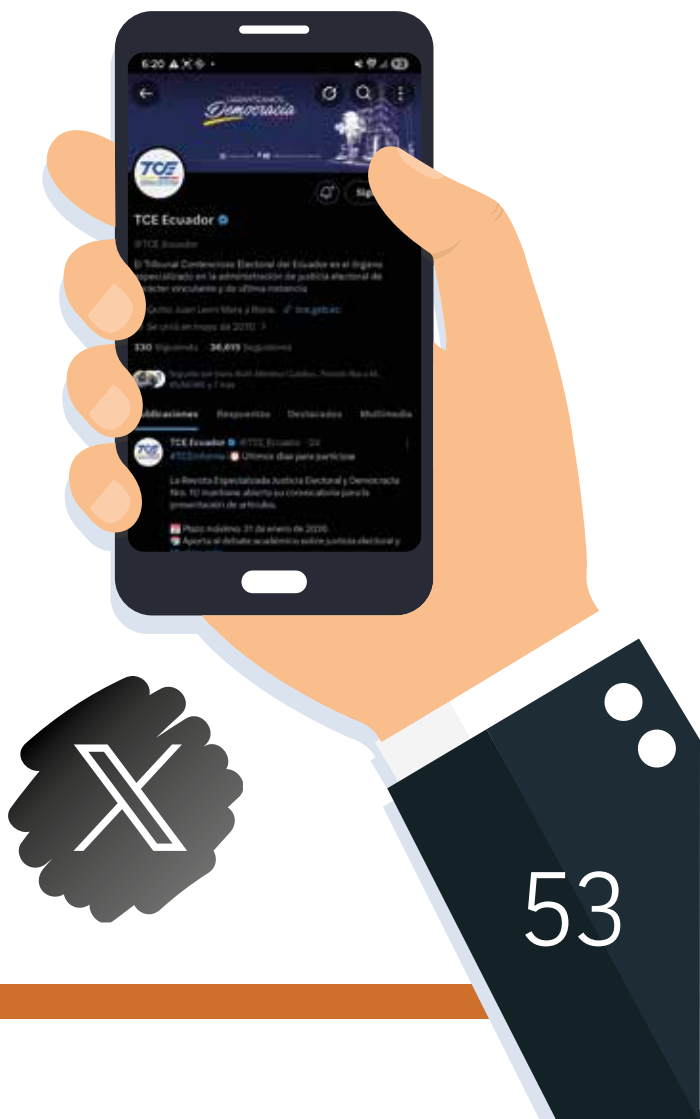 6:20
GARANTIZAMOS
Democracia
TCE
TCE Ecuador
@TCE_Ecuador
El Tribunal Contencioso Electoral del Ecuador es el órgano
especializado en la administración de justicia electoral de
carácter vinculante y de última instancia
Quito, Juan León Mera y tce.gob.ec
Se unió en mayo de 2010
330 Siguiendo 36,615 Seguidores
y 7 más
Publicaciones Respuestas Destacados Multimedia
TCE
TCE Ecuador @TCE_Ecuador · 2d
#TCEInforma Últimos días para participar
La Revista Especializada Justicia Electoral y Democracia
Nro. 10 mantiene abierta su convocatoria para la
presentación de artículos.
Plazo máximo: 31 de enero de 2026
Aporta al debate académico sobre justicia electoral y
X
53